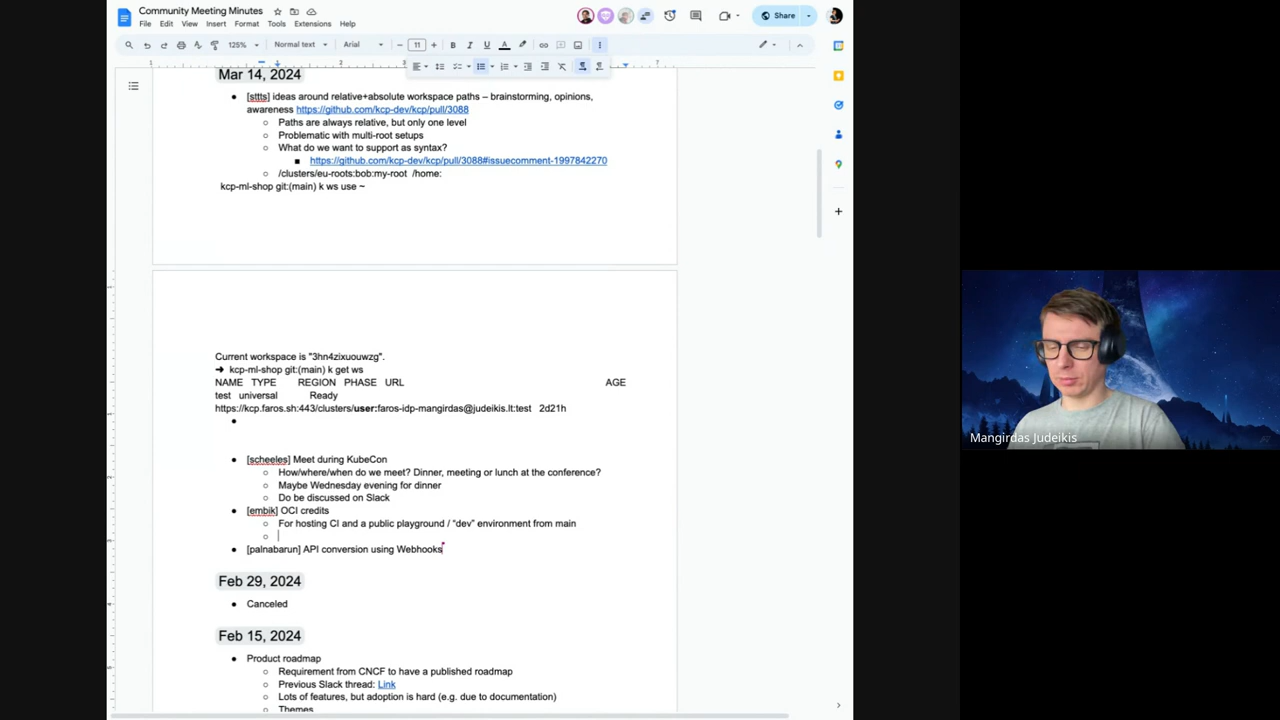 Community Meeting Minutes
File Edit View Insert Format Tools Extensions Help
Share
125% Normal text Arial 11
Mar 14, 2024
[sttts] ideas around relative+absolute workspace paths – brainstorming, opinions,
awareness https://github.com/kcp-dev/kcp/pull/3088
Paths are always relative, but only one level
Problematic with multi-root setups
What do we want to support as syntax?
https://github.com/kcp-dev/kcp/pull/3088#issuecomment-1997842270
/clusters/eu-roots:bob:my-root /home:
kcp-ml-shop git:(main) k ws use ~
Current workspace is "3hn4zixuouwzg".
➜ kcp-ml-shop git:(main) k get ws
NAME TYPE REGION PHASE URL AGE
test universal Ready
https://kcp.faros.sh:443/clusters/user:faros-idp-mangirdas@judeikis.lt:test 2d21h
[scheeles] Meet during KubeCon
How/where/when do we meet? Dinner, meeting or lunch at the conference?
Maybe Wednesday evening for dinner
Do be discussed on Slack
[embik] OCI credits
For hosting CI and a public playground / “dev” environment from main
[palnabarun] API conversion using Webhooks
Feb 29, 2024
Canceled
Feb 15, 2024
Product roadmap
Requirement from CNCF to have a published roadmap
Previous Slack thread: Link
Lots of features, but adoption is hard (e.g. due to documentation)
Themes
Mangirdas Judeikis